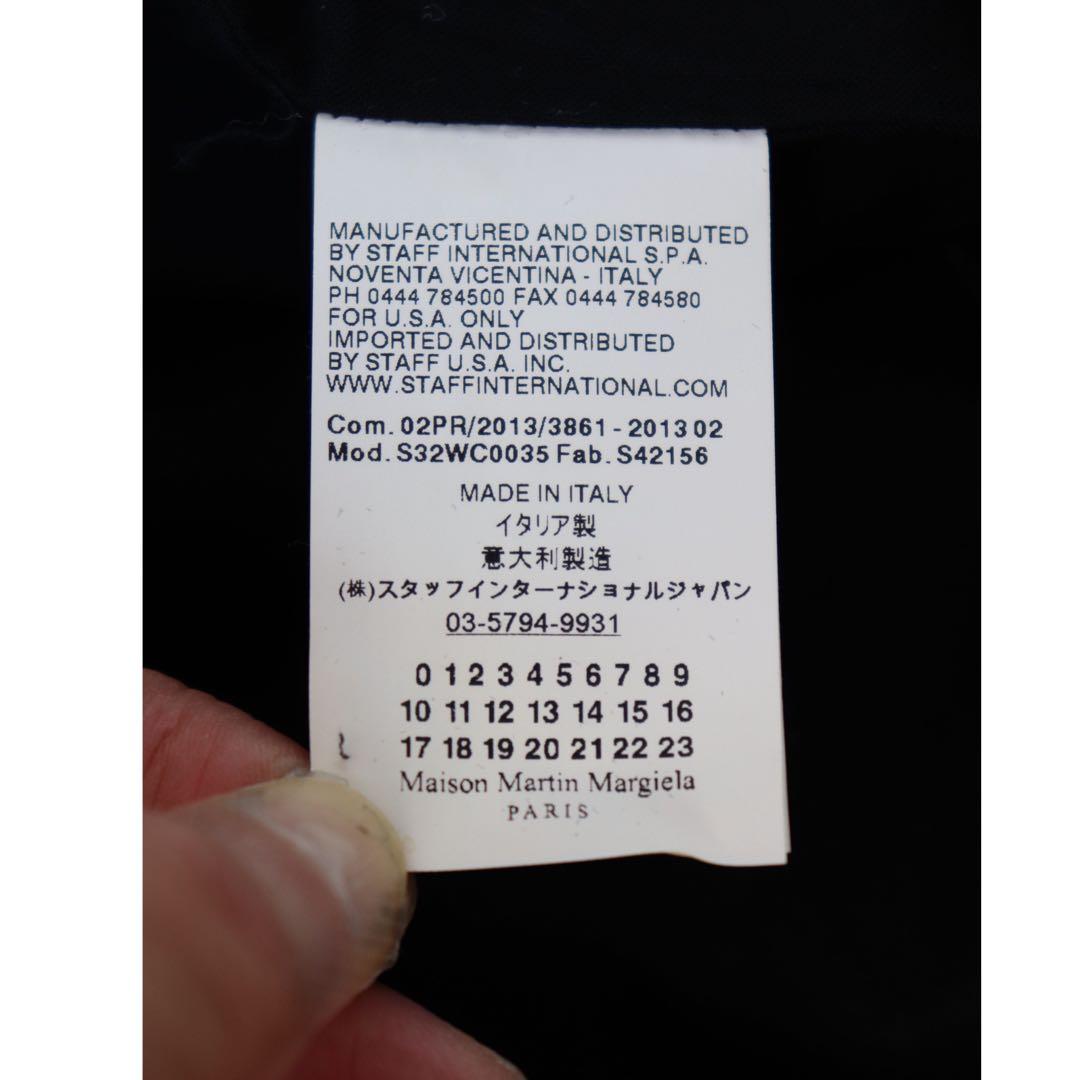 MANUFACTURED AND DISTRIBUTED
BY STAFF INTERNATIONAL S.P.A.
NOVENTA VICENTINA - ITALY
PH 0444 784500 FAX 0444 784580
FOR U.S.A. ONLY
IMPORTED AND DISTRIBUTED
BY STAFF U.S.A. INC.
WWW.STAFFINTERNATIONAL.COM
Com. 02PR/2013/3861 - 2013 02
Mod. S32WC0035 Fab. S42156
MADE IN ITALY
イタリア製
意大利製造
(株)スタッフインターナショナルジャパン
03-5794-9931
0 1 2 3 4 5 6 7 8 9
10 11 12 13 14 15 16
17 18 19 20 21 22 23
Maison Martin Margiela
PARIS